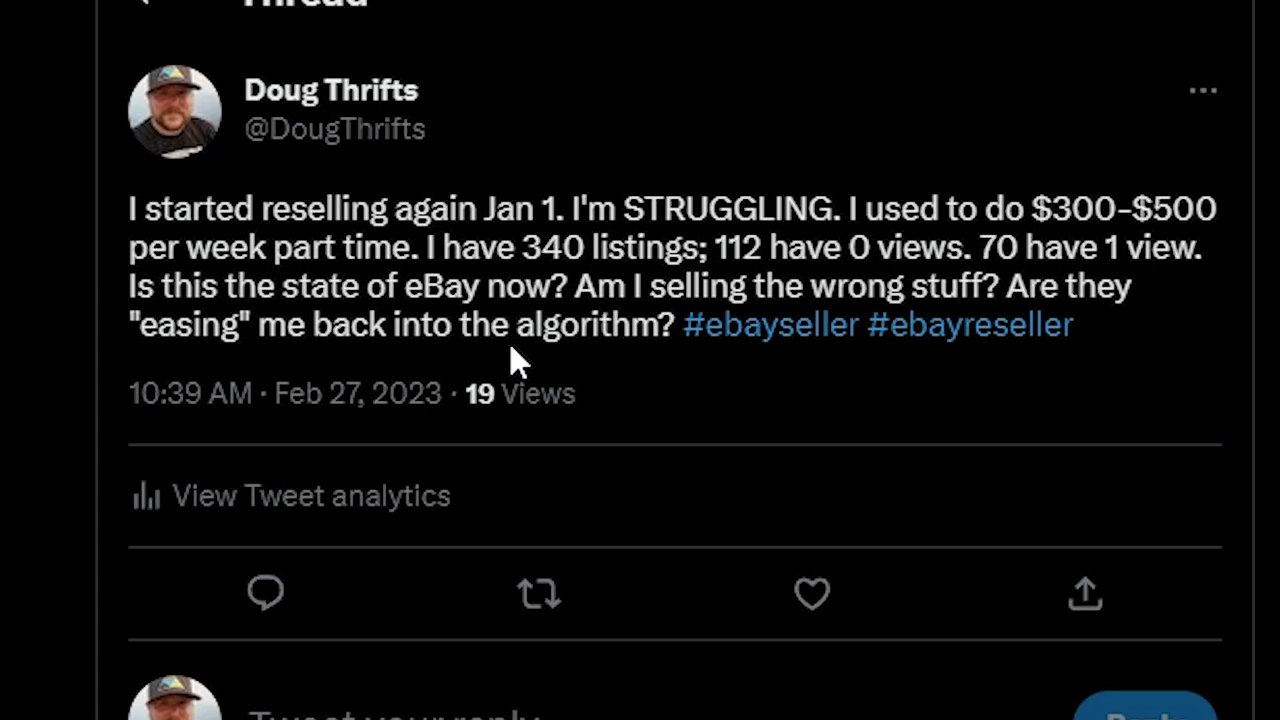 Thread
Doug Thrifts
@DougThrifts
I started reselling again Jan 1. I'm STRUGGLING. I used to do $300-$500
per week part time. I have 340 listings; 112 have 0 views. 70 have 1 view.
Is this the state of eBay now? Am I selling the wrong stuff? Are they
"easing" me back into the algorithm? #ebayseller #ebayreseller
10:39 AM · Feb 27, 2023 · 19 Views
View Tweet analytics
Tweet your reply